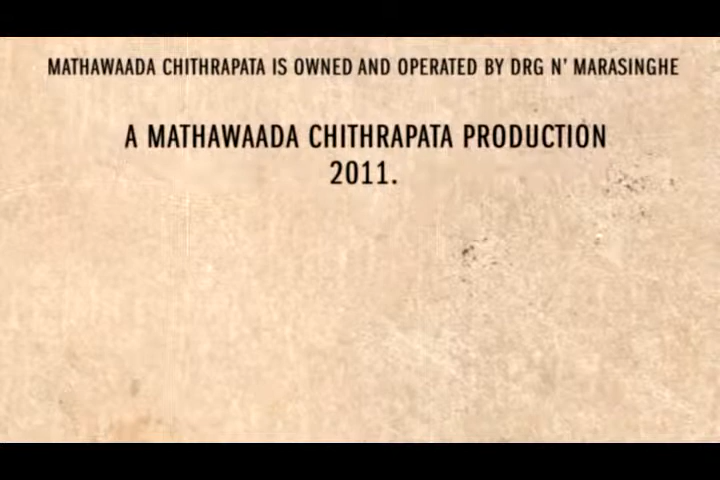 MATHAWAADA CHITHRAPATA IS OWNED AND OPERATED BY DRG N' MARASINGHE
A MATHAWAADA CHITHRAPATA PRODUCTION
2011.